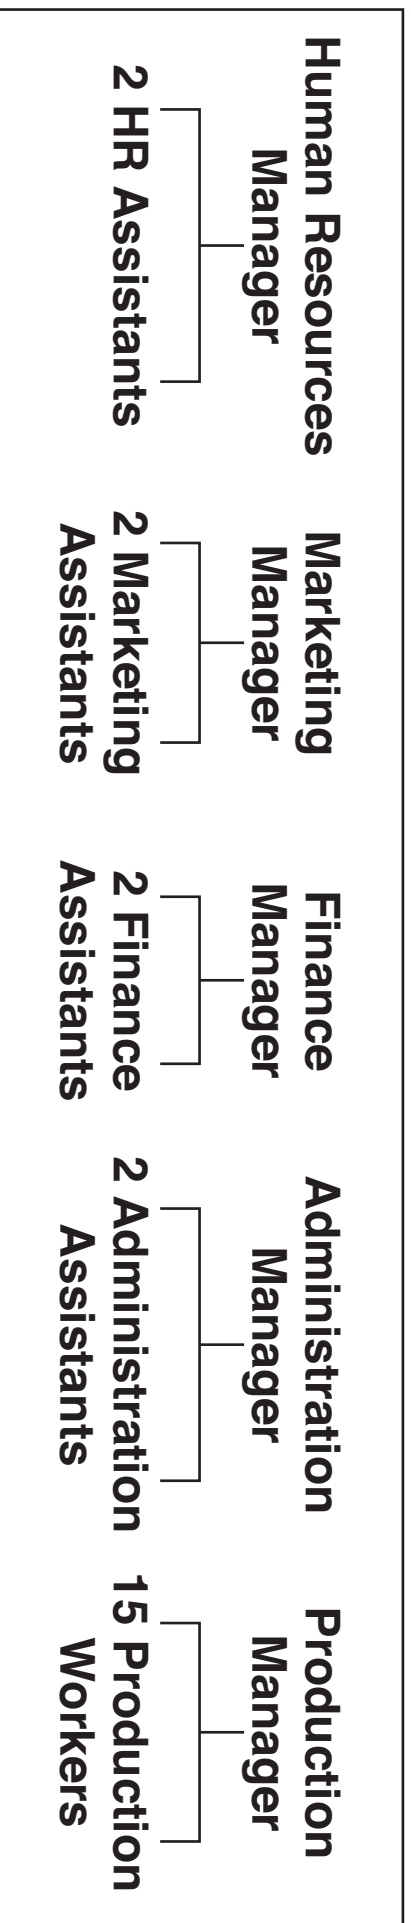 Human Resources
Manager
2 HR Assistants
Marketing
Manager
2 Marketing
Assistants
Finance
Manager
2 Finance
Assistants
Administration
Manager
2 Administration
Assistants
Production
Manager
15 Production
Workers